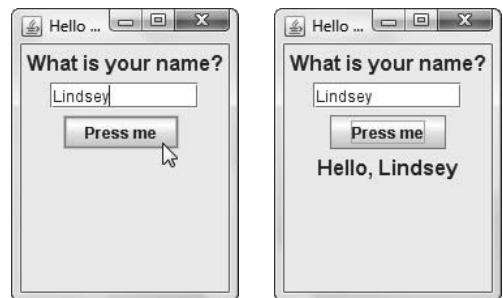 Hello ...
What is your name?
Lindsey
Press me
Hello ...
What is your name?
Lindsey
Press me
Hello, Lindsey